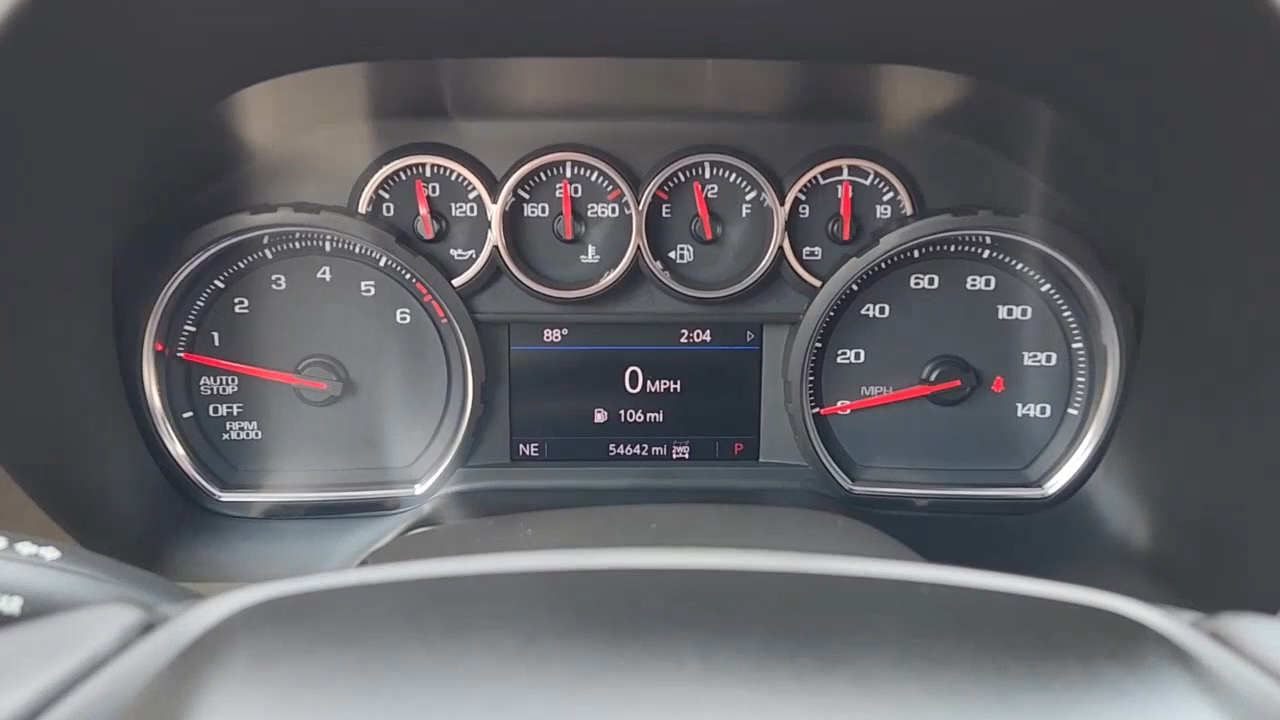 0 60 120
160 210 260
E 1/2 F
9 14 19
1 2 3 4 5 6
AUTO
STOP
OFF
RPM
x1000
88° 2:04
0 MPH
106 mi
NE 54642 mi 2WD P
0 20 40 60 80 100 120 140
MPH